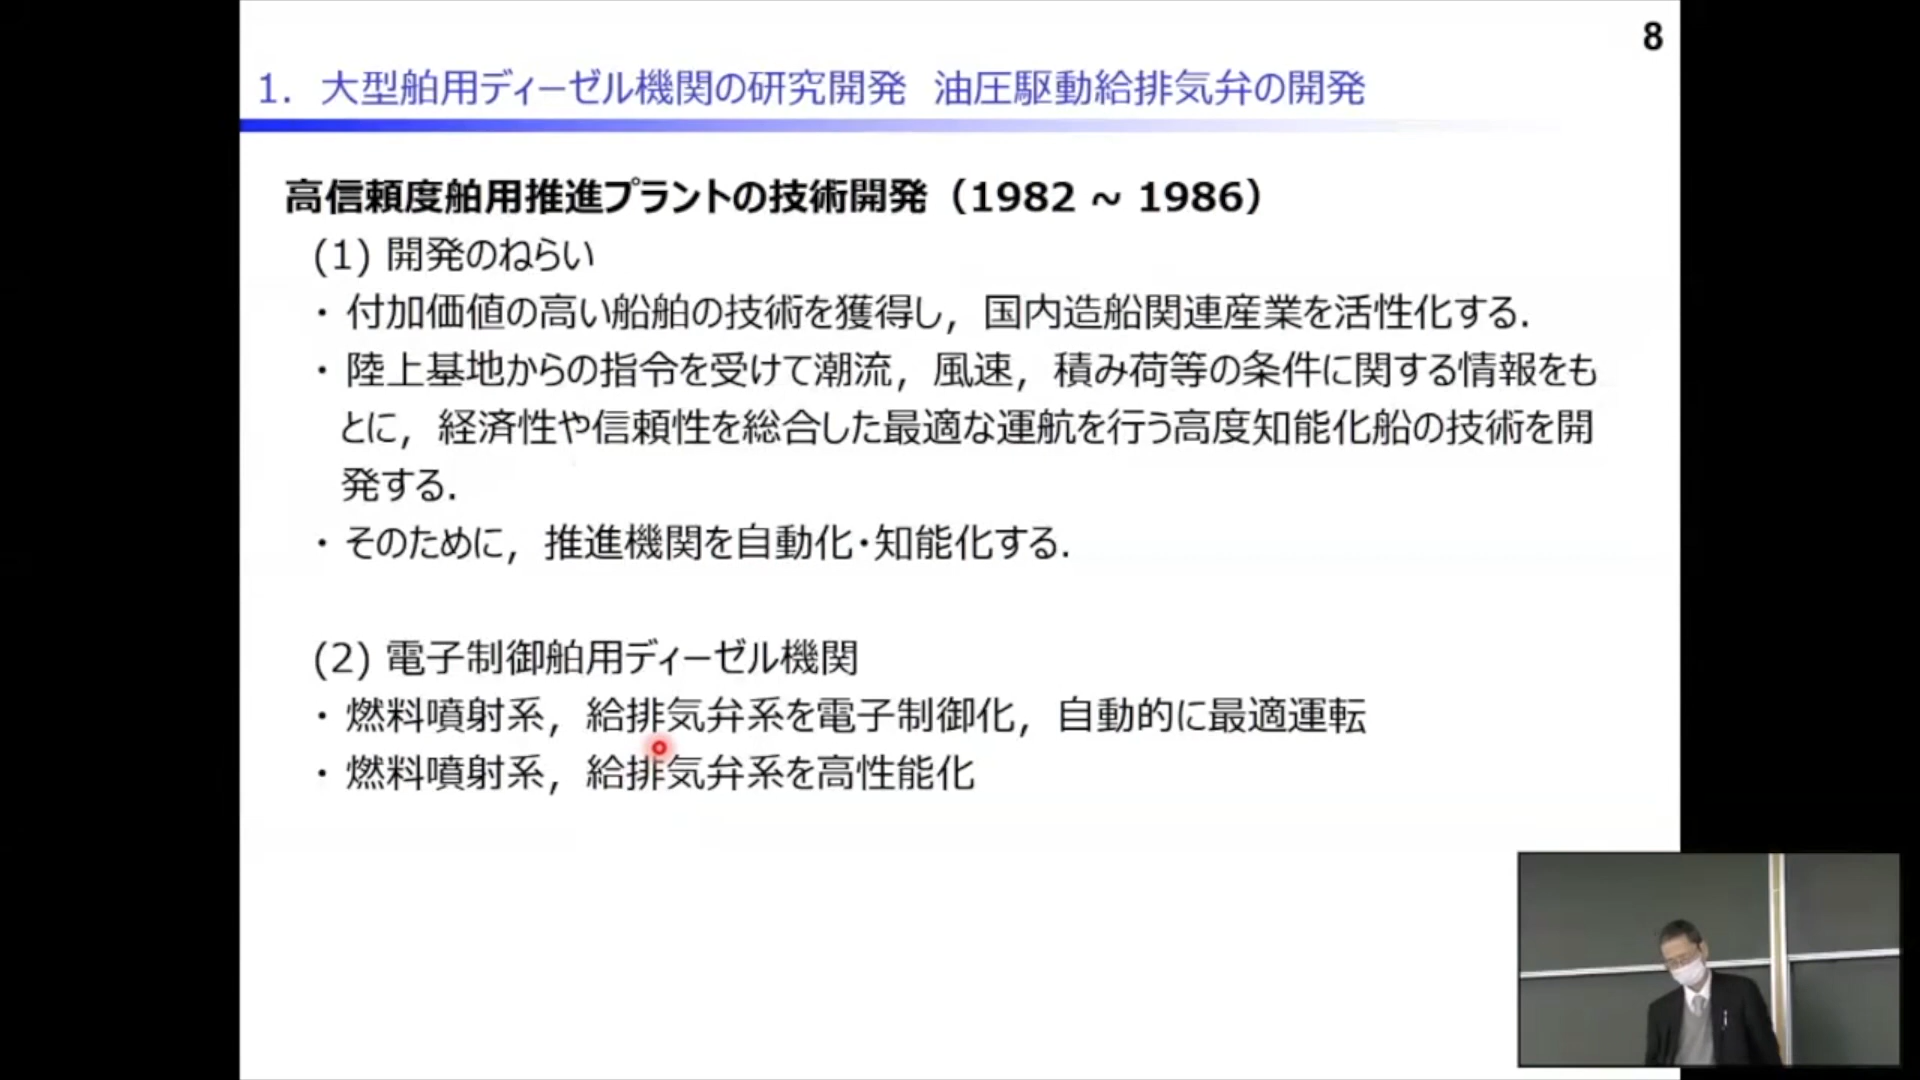 8
1. 大型舶用ディーゼル機関の研究開発 油圧駆動給排気弁の開発
高信頼度舶用推進プラントの技術開発（1982 ~ 1986）
(1) 開発のねらい
・付加価値の高い船舶の技術を獲得し，国内造船関連産業を活性化する．
・陸上基地からの指令を受けて潮流，風速，積み荷等の条件に関する情報をも
とに，経済性や信頼性を総合した最適な運航を行う高度知能化船の技術を開
発する．
・そのために，推進機関を自動化・知能化する．
(2) 電子制御舶用ディーゼル機関
・燃料噴射系，給排気弁系を電子制御化，自動的に最適運転
・燃料噴射系，給排気弁系を高性能化